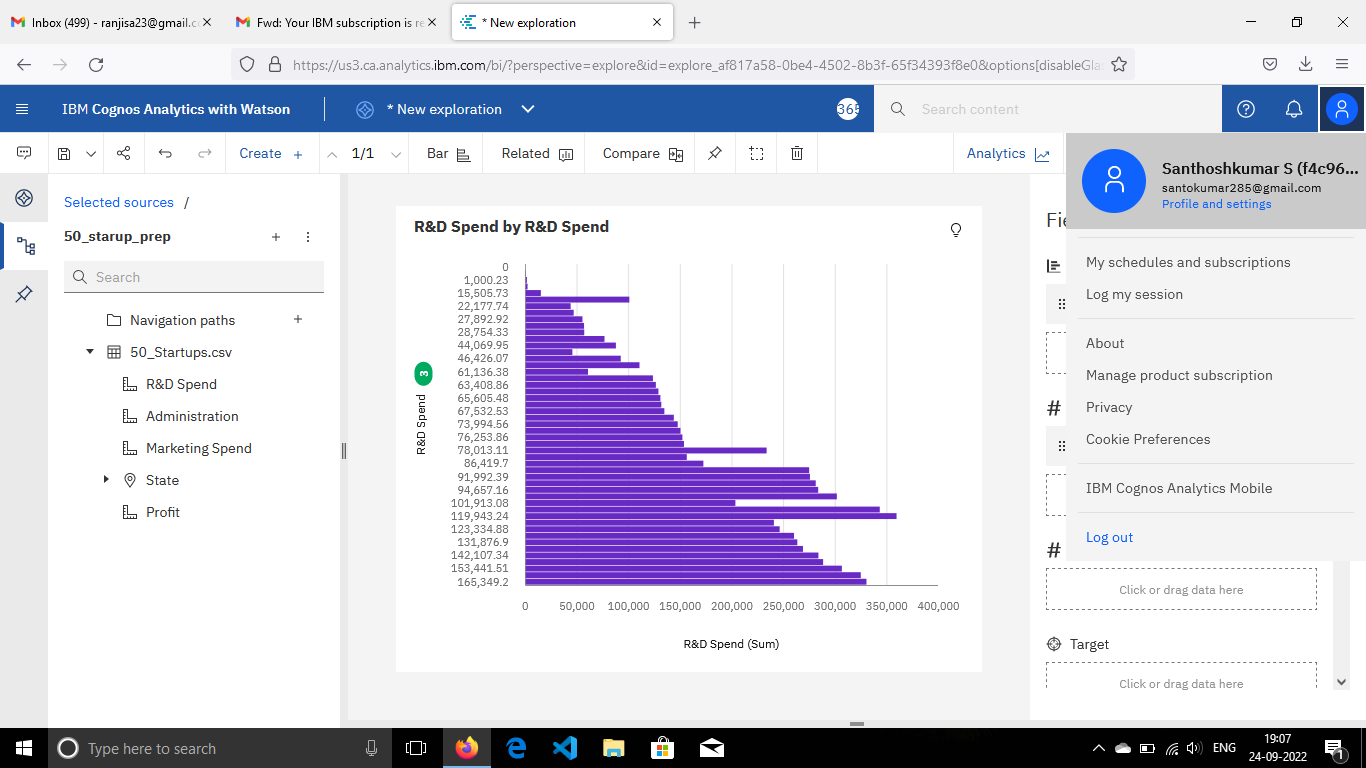 Inbox (499) - ranjisa23@gmail.c
Fwd: Your IBM subscription is re
* New exploration
https://us3.ca.analytics.ibm.com/bi/?perspective=explore&id=explore_af817a58-0be4-4502-8b3f-65f34393f8e0&options[disableGla
IBM Cognos Analytics with Watson
* New exploration
365
Search content
Create +
1/1
Bar
Related
Compare
Analytics
Santhoshkumar S (f4c96...
santokumar285@gmail.com
Profile and settings
My schedules and subscriptions
Log my session
About
Manage product subscription
Privacy
Cookie Preferences
IBM Cognos Analytics Mobile
Log out
Selected sources /
50_starup_prep
Search
Navigation paths
50_Startups.csv
R&D Spend
Administration
Marketing Spend
State
Profit
R&D Spend by R&D Spend
3
R&D Spend
0
1,000.23
15,505.73
22,177.74
27,892.92
28,754.33
44,069.95
46,426.07
61,136.38
63,408.86
65,605.48
67,532.53
73,994.56
76,253.86
78,013.11
86,419.7
91,992.39
94,657.16
101,913.08
119,943.24
123,334.88
131,876.9
142,107.34
153,441.51
165,349.2
0 50,000 100,000 150,000 200,000 250,000 300,000 350,000 400,000
R&D Spend (Sum)
Fie
#
#
Click or drag data here
Target
Click or drag data here
Type here to search
ENG
19:07
24-09-2022
1